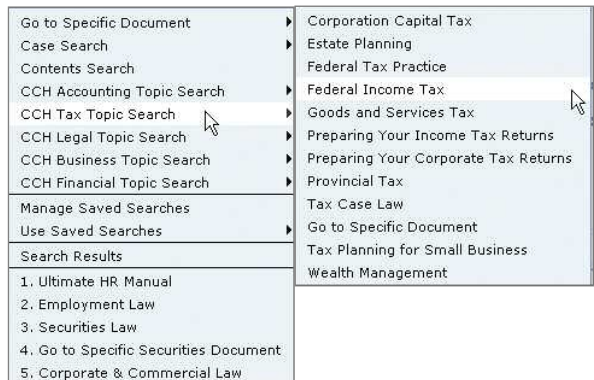 Go to Specific Document
Case Search
Contents Search
CCH Accounting Topic Search
CCH Tax Topic Search
CCH Legal Topic Search
CCH Business Topic Search
CCH Financial Topic Search
Manage Saved Searches
Use Saved Searches
Search Results
1. Ultimate HR Manual
2. Employment Law
3. Securities Law
4. Go to Specific Securities Document
5. Corporate & Commercial Law
Corporation Capital Tax
Estate Planning
Federal Tax Practice
Federal Income Tax
Goods and Services Tax
Preparing Your Income Tax Returns
Preparing Your Corporate Tax Returns
Provincial Tax
Tax Case Law
Go to Specific Document
Tax Planning for Small Business
Wealth Management